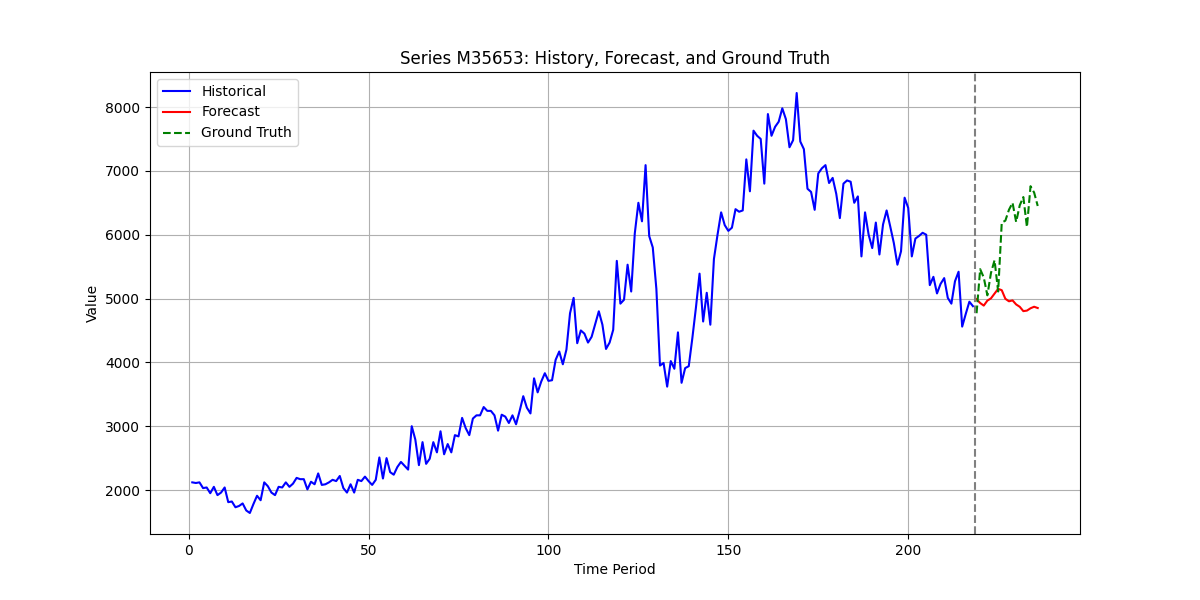 Series M35653: History, Forecast, and Ground Truth
Historical
Forecast
Ground Truth
8000
7000
6000
5000
4000
3000
2000
Value
0 50 100 150 200
Time Period